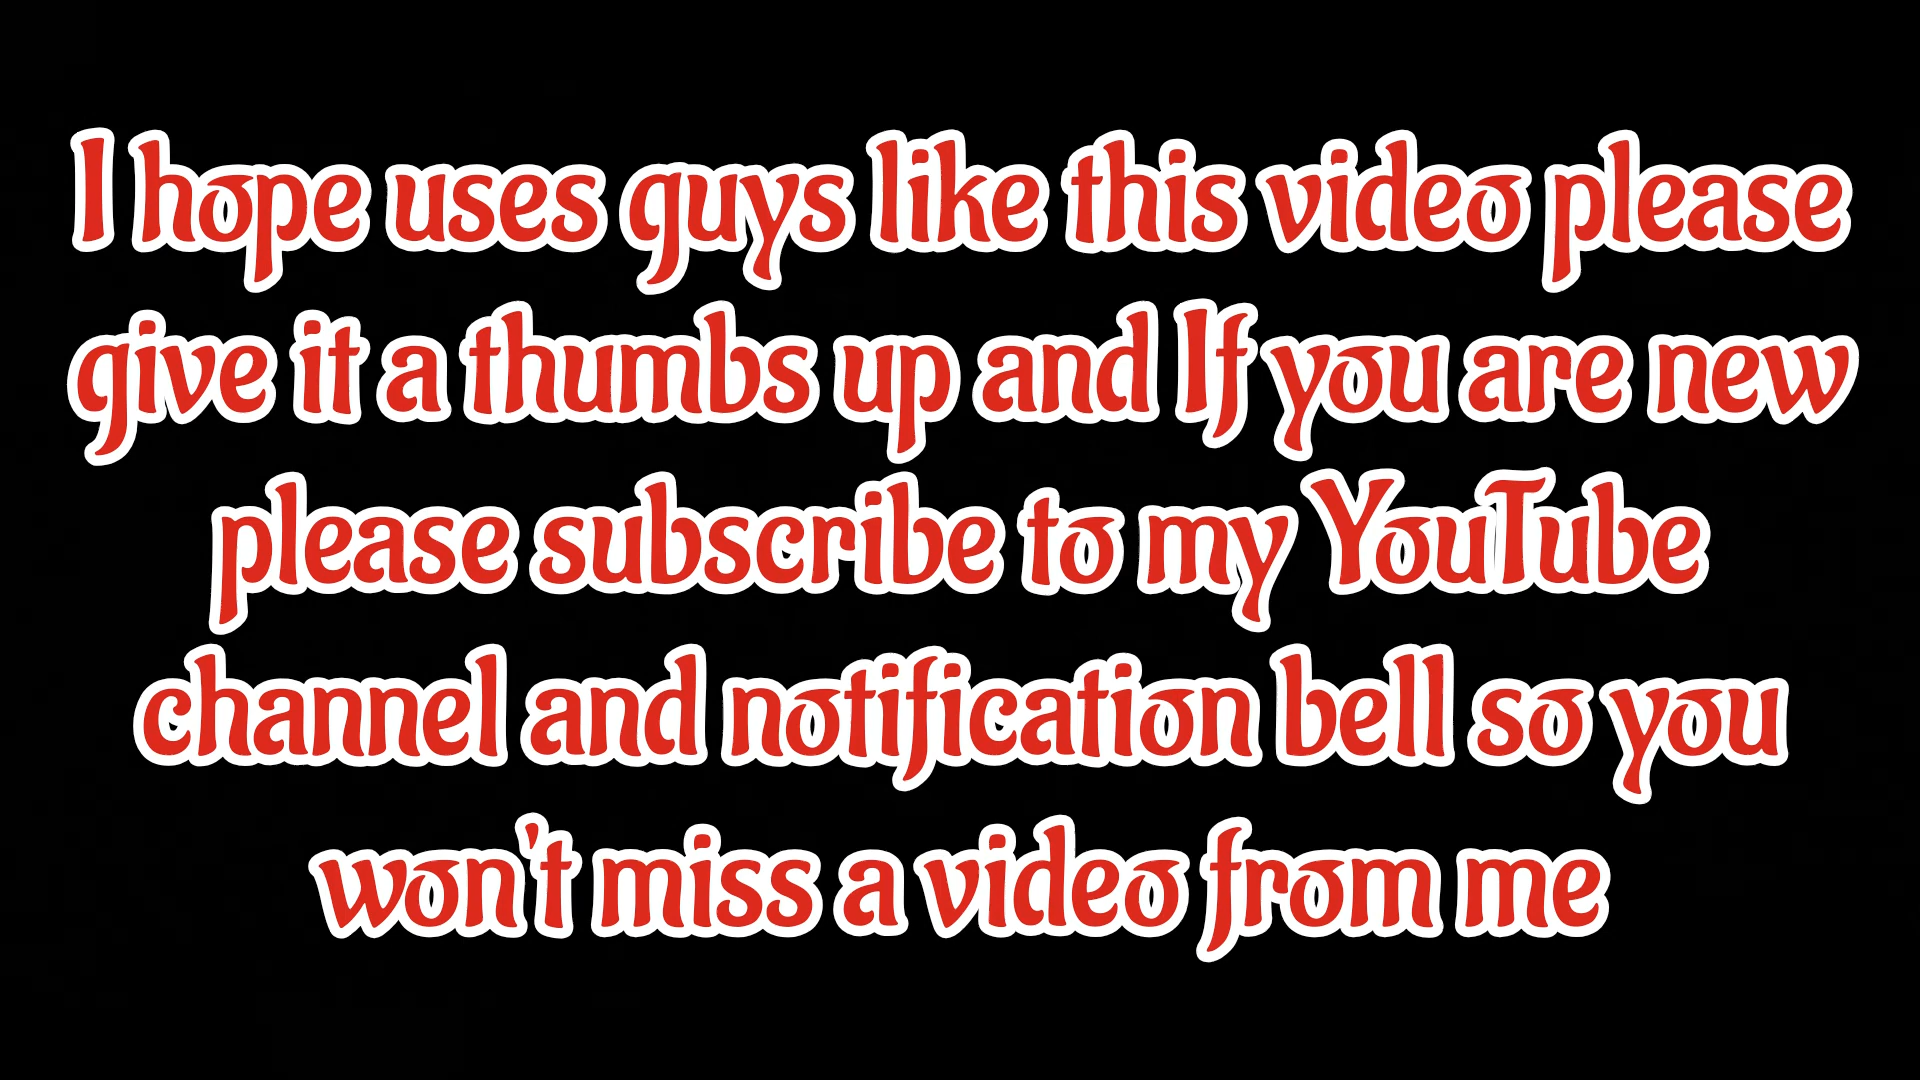 I hope uses guys like this video please
give it a thumbs up and If you are new
please subscribe to my YouTube
channel and notification bell so you
won't miss a video from me